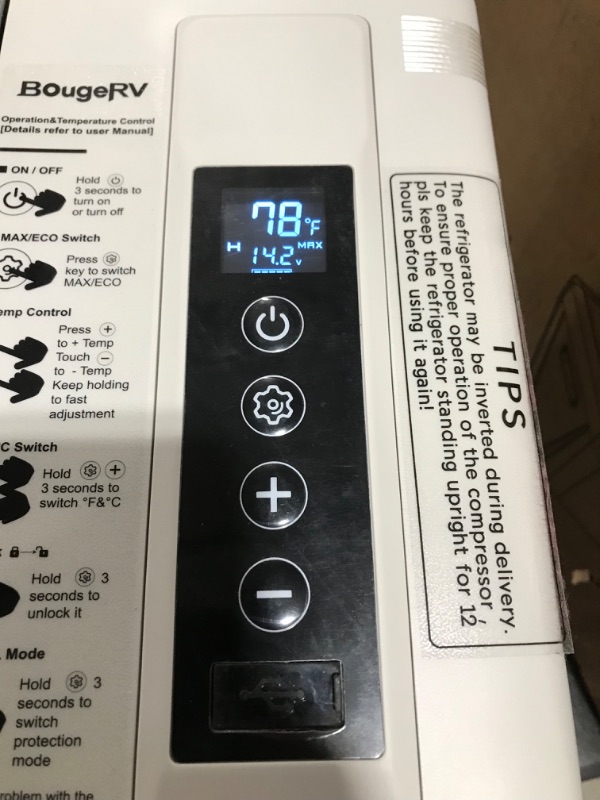 BougeRV
Operation&Temperature Control
[Details refer to user Manual]
ON / OFF
Hold
3 seconds to
turn on
or turn off
MAX/ECO Switch
Press
key to switch
MAX/ECO
emp Control
Press +
to + Temp
Touch −
to - Temp
Keep holding
to fast
adjustment
C Switch
Hold +
3 seconds to
switch °F&°C
Hold 3
seconds to
unlock it
Mode
Hold 3
seconds to
switch
protection
mode
roblem with the
78°F
H 14.2v MAX
TIPS
The refrigerator may be inverted during delivery.
To ensure proper operation of the compressor,
pls keep the refrigerator standing upright for 12
hours before using it again!